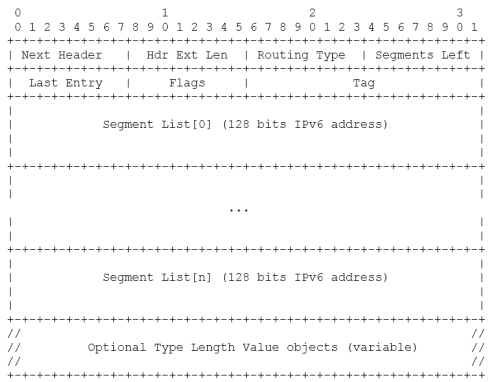 0                   1                   2                   3
 0 1 2 3 4 5 6 7 8 9 0 1 2 3 4 5 6 7 8 9 0 1 2 3 4 5 6 7 8 9 0 1
+-+-+-+-+-+-+-+-+-+-+-+-+-+-+-+-+-+-+-+-+-+-+-+-+-+-+-+-+-+-+-+-+
| Next Header   |  Hdr Ext Len  | Routing Type  | Segments Left |
+-+-+-+-+-+-+-+-+-+-+-+-+-+-+-+-+-+-+-+-+-+-+-+-+-+-+-+-+-+-+-+-+
|  Last Entry   |     Flags     |              Tag              |
+-+-+-+-+-+-+-+-+-+-+-+-+-+-+-+-+-+-+-+-+-+-+-+-+-+-+-+-+-+-+-+-+
|                                                               |
|            Segment List[0] (128 bits IPv6 address)            |
|                                                               |
|                                                               |
+-+-+-+-+-+-+-+-+-+-+-+-+-+-+-+-+-+-+-+-+-+-+-+-+-+-+-+-+-+-+-+-+
|                                                               |
|                                                               |
                              ...
|                                                               |
|                                                               |
+-+-+-+-+-+-+-+-+-+-+-+-+-+-+-+-+-+-+-+-+-+-+-+-+-+-+-+-+-+-+-+-+
|                                                               |
|            Segment List[n] (128 bits IPv6 address)            |
|                                                               |
|                                                               |
+-+-+-+-+-+-+-+-+-+-+-+-+-+-+-+-+-+-+-+-+-+-+-+-+-+-+-+-+-+-+-+-+
//                                                             //
//         Optional Type Length Value objects (variable)       //
//                                                             //
+-+-+-+-+-+-+-+-+-+-+-+-+-+-+-+-+-+-+-+-+-+-+-+-+-+-+-+-+-+-+-+-+